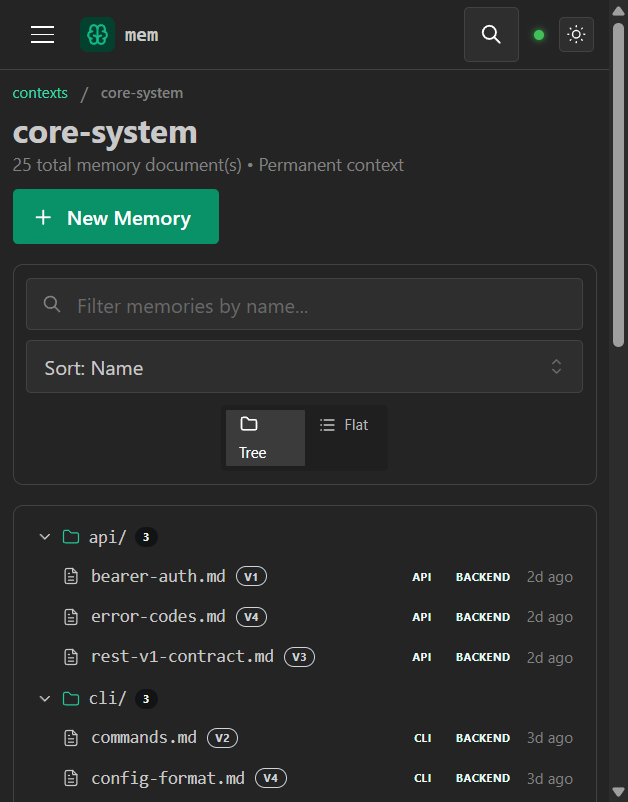 mem
contexts / core-system
core-system
25 total memory document(s) • Permanent context
+ New Memory
Filter memories by name...
Sort: Name
Tree
Flat
api/ 3
bearer-auth.md V1 API BACKEND 2d ago
error-codes.md V4 API BACKEND 2d ago
rest-v1-contract.md V3 API BACKEND 2d ago
cli/ 3
commands.md V2 CLI BACKEND 3d ago
config-format.md V4 CLI BACKEND 3d ago